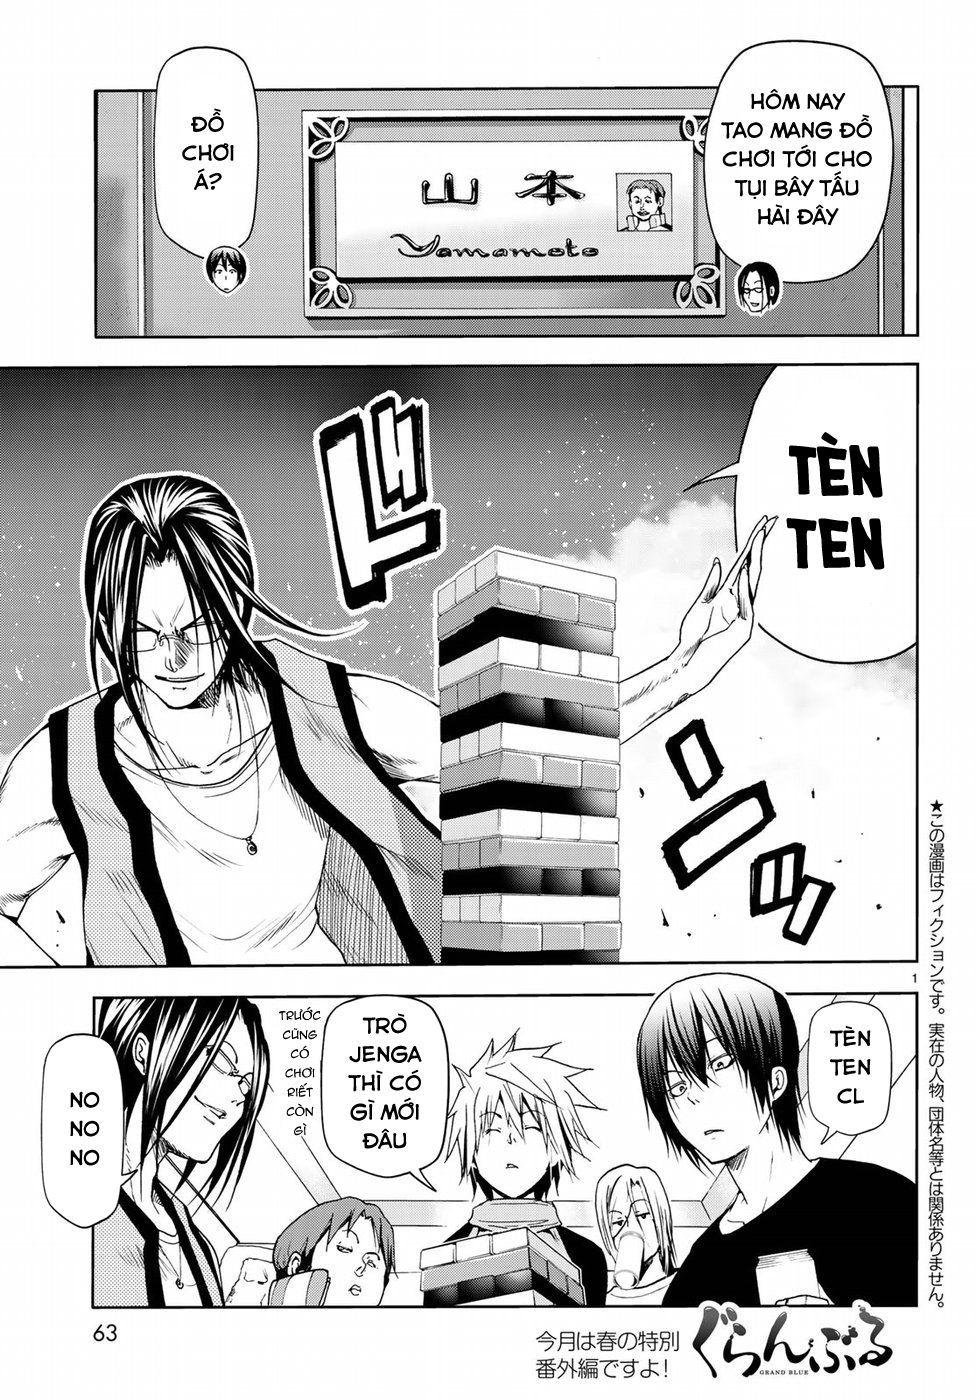 HÔM NAY
TAO MANG ĐỒ
CHƠI TỚI CHO
TỤI BÂY TẤU
HÀI ĐÂY
ĐỒ
CHƠI
Á?
山本
Yamamoto
TÈN
TEN
ドン
★この漫画はフィクションです。実在の人物、団体名等とは関係ありません。
1
TÈN
TEN
CL
TRÒ
JENGA
THÌ CÓ
GÌ MỚI
ĐÂU
TRƯỚC
CŨNG
CÓ
CHƠI
RIẾT
CÒN
GÌ
NO
NO
NO
63
今月は春の特別
番外編ですよ!
ぐらんぶる
GRAND BLUE